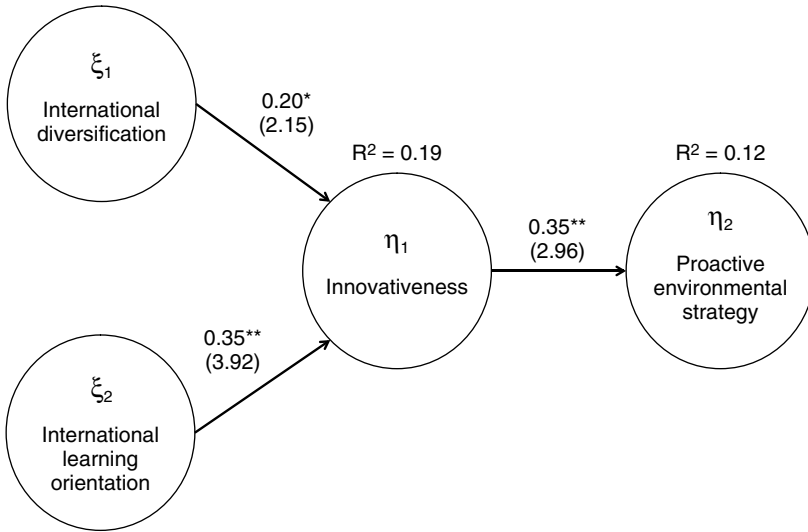 ξ1
International
diversification
0.20*
(2.15)
R² = 0.19
η1
Innovativeness
0.35**
(2.96)
R² = 0.12
η2
Proactive
environmental
strategy
0.35**
(3.92)
ξ2
International
learning
orientation